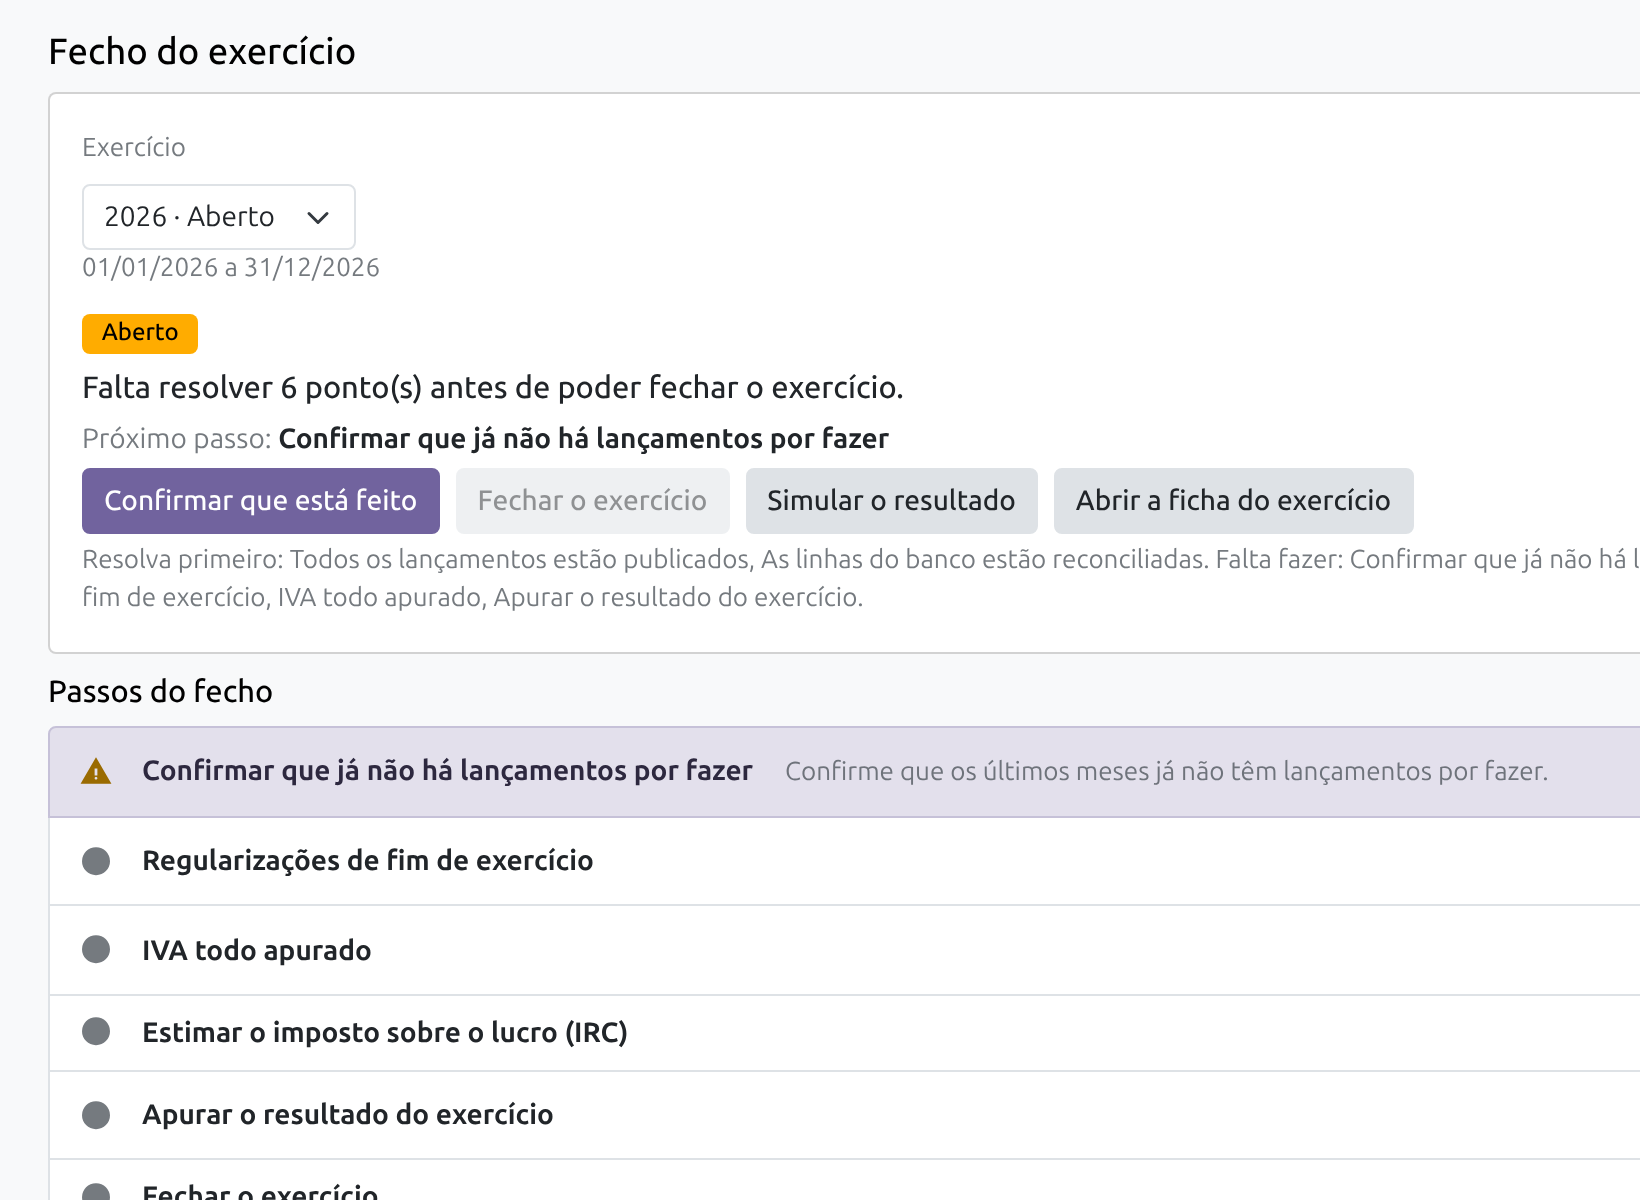 Fecho do exercício
Exercício
2026 · Aberto
01/01/2026 a 31/12/2026
Aberto
Falta resolver 6 ponto(s) antes de poder fechar o exercício.
Próximo passo: Confirmar que já não há lançamentos por fazer
Confirmar que está feito
Fechar o exercício
Simular o resultado
Abrir a ficha do exercício
Resolva primeiro: Todos os lançamentos estão publicados, As linhas do banco estão reconciliadas. Falta fazer: Confirmar que já não há
fim de exercício, IVA todo apurado, Apurar o resultado do exercício.
Passos do fecho
Confirmar que já não há lançamentos por fazer Confirme que os últimos meses já não têm lançamentos por fazer.
Regularizações de fim de exercício
IVA todo apurado
Estimar o imposto sobre o lucro (IRC)
Apurar o resultado do exercício
Fechar o exercício